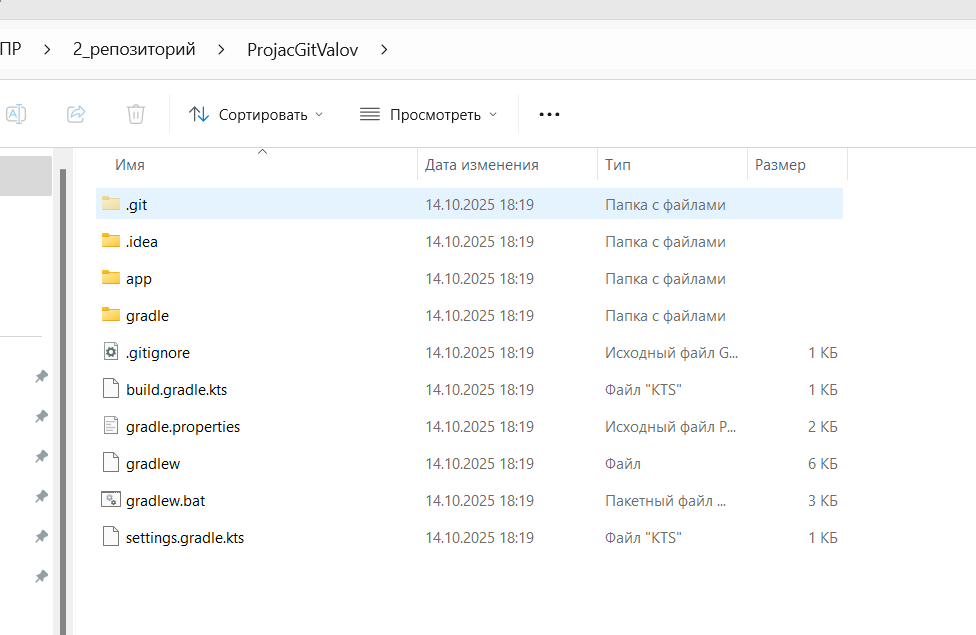 ПР > 2_репозиторий > ProjacGitValov >
Сортировать Просмотреть ...
Имя Дата изменения Тип Размер
.git 14.10.2025 18:19 Папка с файлами
.idea 14.10.2025 18:19 Папка с файлами
app 14.10.2025 18:19 Папка с файлами
gradle 14.10.2025 18:19 Папка с файлами
.gitignore 14.10.2025 18:19 Исходный файл G... 1 КБ
build.gradle.kts 14.10.2025 18:19 Файл "KTS" 1 КБ
gradle.properties 14.10.2025 18:19 Исходный файл P... 2 КБ
gradlew 14.10.2025 18:19 Файл 6 КБ
gradlew.bat 14.10.2025 18:19 Пакетный файл ... 3 КБ
settings.gradle.kts 14.10.2025 18:19 Файл "KTS" 1 КБ